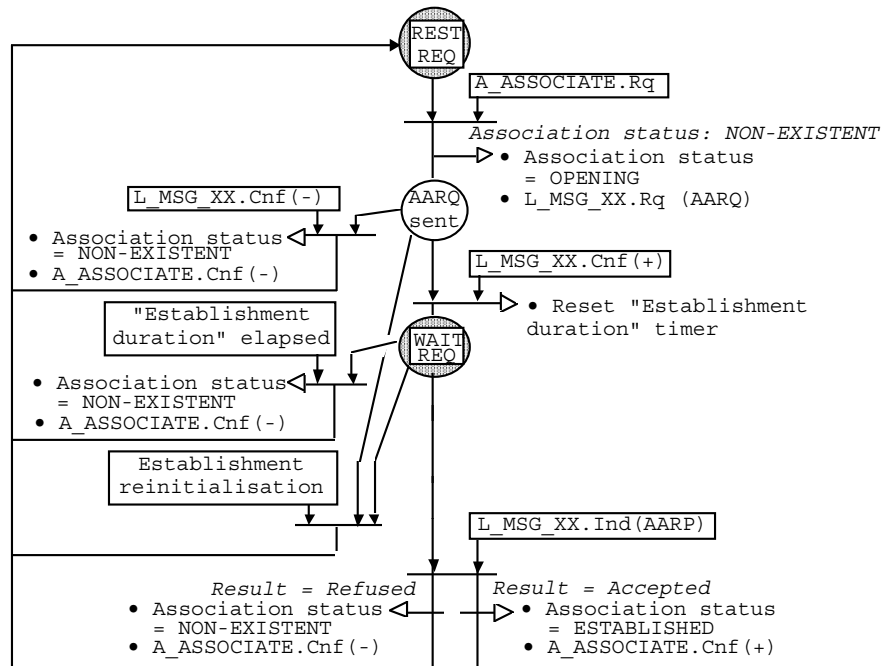 REST
REQ
A_ASSOCIATE.Rq
Association status: NON-EXISTENT
• Association status
= OPENING
• L_MSG_XX.Rq (AARQ)
L_MSG_XX.Cnf(-)
AARQ
sent
• Association status
= NON-EXISTENT
• A_ASSOCIATE.Cnf(-)
L_MSG_XX.Cnf(+)
• Reset "Establishment
duration" timer
"Establishment
duration" elapsed
WAIT
REQ
• Association status
= NON-EXISTENT
• A_ASSOCIATE.Cnf(-)
Establishment
reinitialisation
L_MSG_XX.Ind(AARP)
Result = Refused
• Association status
= NON-EXISTENT
• A_ASSOCIATE.Cnf(-)
Result = Accepted
• Association status
= ESTABLISHED
• A_ASSOCIATE.Cnf(+)